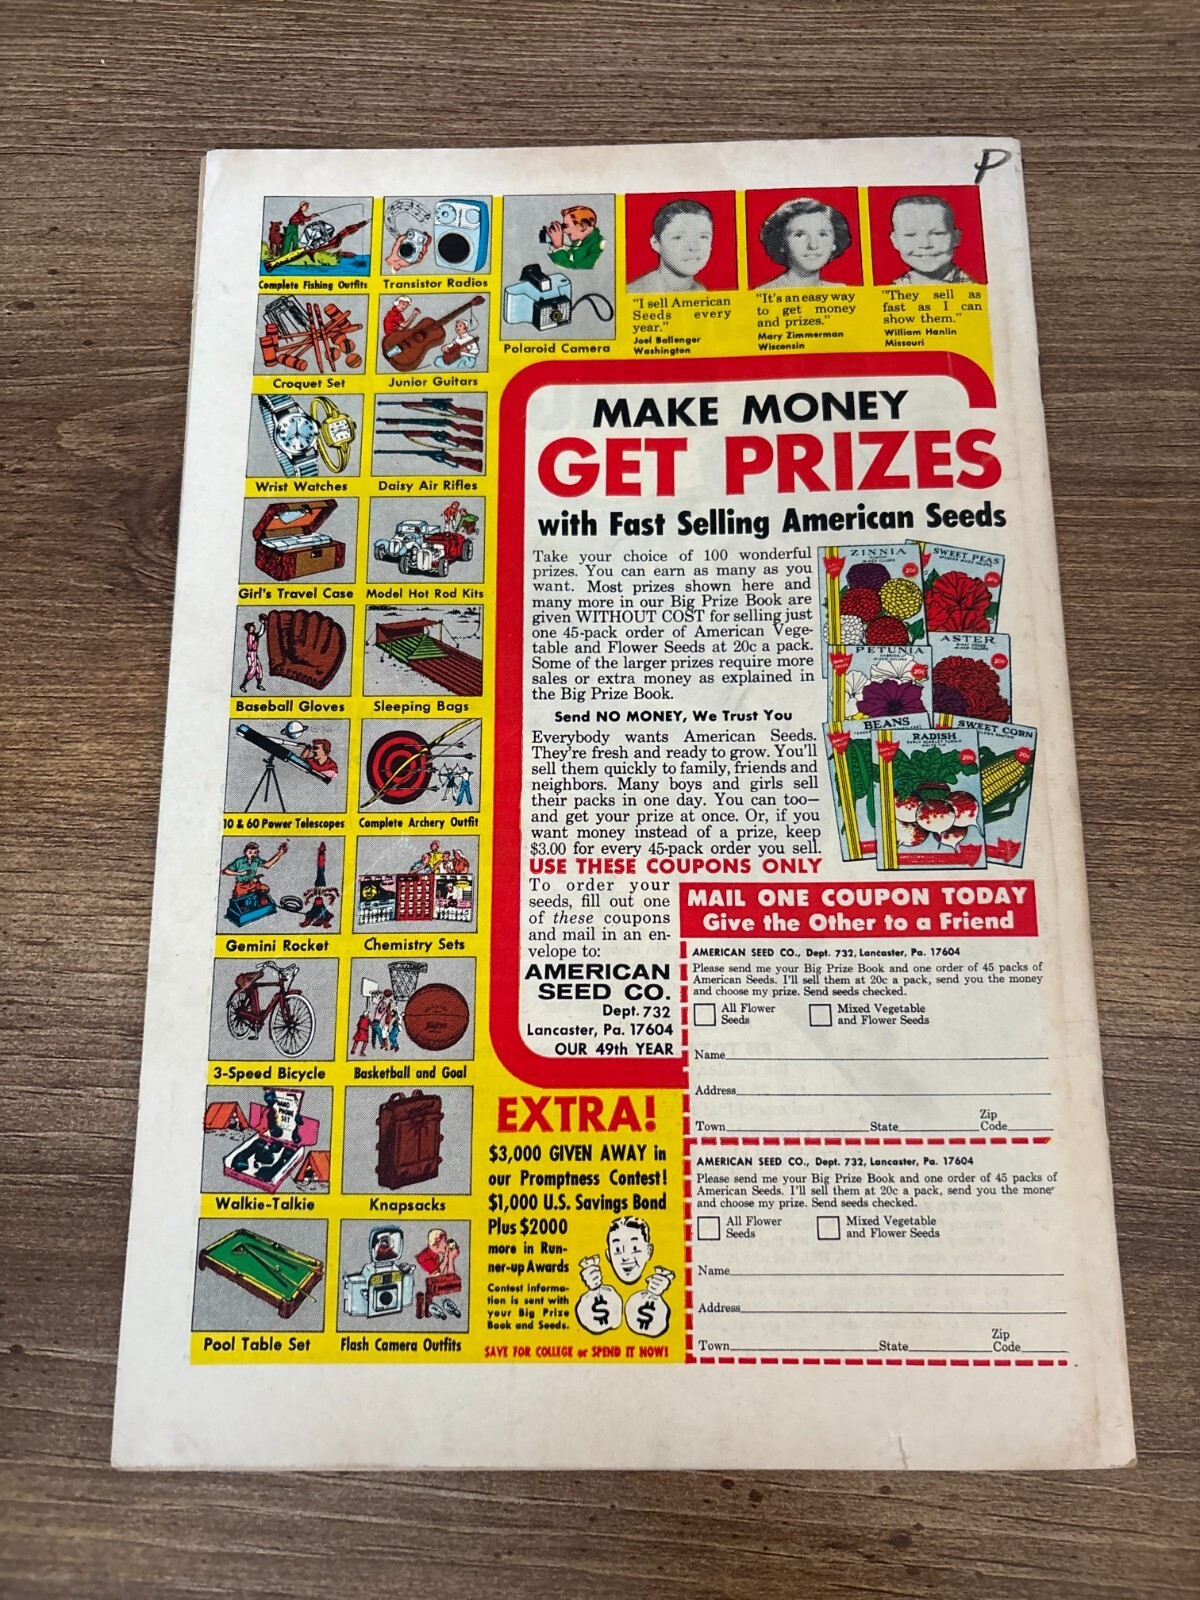 P
Complete Fishing Outfits
Transistor Radios
Polaroid Camera
Croquet Set
Junior Guitars
Wrist Watches
Daisy Air Rifles
Girl's Travel Case
Model Hot Rod Kits
Baseball Gloves
Sleeping Bags
10 & 60 Power Telescopes
Complete Archery Outfit
Gemini Rocket
Chemistry Sets
3-Speed Bicycle
Basketball and Goal
Walkie-Talkie
Knapsacks
Pool Table Set
Flash Camera Outfits
"I sell American
Seeds every
year."
Joel Ballenger
Washington
"It's an easy way
to get money
and prizes."
Mary Zimmerman
Wisconsin
"They sell as
fast as I can
show them."
William Hanlin
Missouri
MAKE MONEY
GET PRIZES
with Fast Selling American Seeds
Take your choice of 100 wonderful
prizes. You can earn as many as you
want. Most prizes shown here and
many more in our Big Prize Book are
given WITHOUT COST for selling just
one 45-pack order of American Vege-
table and Flower Seeds at 20c a pack.
Some of the larger prizes require more
sales or extra money as explained in
the Big Prize Book.
Send NO MONEY, We Trust You
Everybody wants American Seeds.
They're fresh and ready to grow. You'll
sell them quickly to family, friends and
neighbors. Many boys and girls sell
their packs in one day. You can too—
and get your prize at once. Or, if you
want money instead of a prize, keep
$3.00 for every 45-pack order you sell.
USE THESE COUPONS ONLY
To order your
seeds, fill out one
of these coupons
and mail in an en-
velope to:
AMERICAN
SEED CO.
Dept. 732
Lancaster, Pa. 17604
OUR 49th YEAR
ZINNIA
20c
SWEET PEAS
20c
PETUNIA
20c
ASTER
20c
BEANS
RADISH
20c
SWEET CORN
20c
MAIL ONE COUPON TODAY
Give the Other to a Friend
AMERICAN SEED CO., Dept. 732, Lancaster, Pa. 17604
Please send me your Big Prize Book and one order of 45 packs of
American Seeds. I'll sell them at 20c a pack, send you the money
and choose my prize. Send seeds checked.
All Flower
Seeds
Mixed Vegetable
and Flower Seeds
Name
Address
Town State Zip
Code
AMERICAN SEED CO., Dept. 732, Lancaster, Pa. 17604
Please send me your Big Prize Book and one order of 45 packs of
American Seeds. I'll sell them at 20c a pack, send you the money
and choose my prize. Send seeds checked.
All Flower
Seeds
Mixed Vegetable
and Flower Seeds
Name
Address
Town State Zip
Code
EXTRA!
$3,000 GIVEN AWAY in
our Promptness Contest!
$1,000 U.S. Savings Bond
Plus $2000
more in Run-
ner-up Awards
Contest informa-
tion is sent with
your Big Prize
Book and Seeds.
$ $
SAVE FOR COLLEGE or SPEND IT NOW!